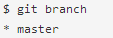 $ git branch
* master